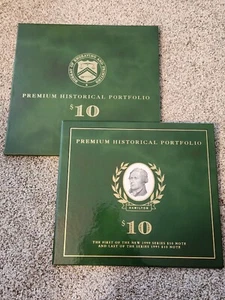 PREMIUM HISTORICAL PORTFOLIO
$10
PREMIUM HISTORICAL PORTFOLIO
HAMILTON
$10
THE FIRST OF THE NEW 1999 SERIES $10 NOTE
AND LAST OF THE SERIES 1995 $10 NOTE